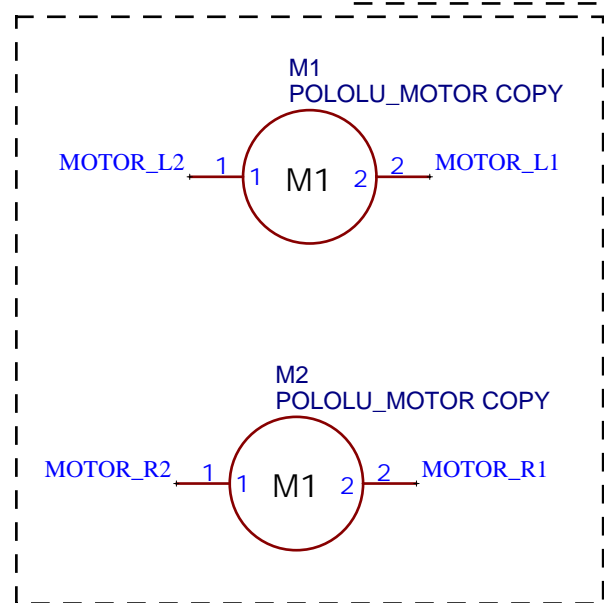 M1
POLOLU_MOTOR COPY
MOTOR_L2 1 1 M1 2 2 MOTOR_L1
M2
POLOLU_MOTOR COPY
MOTOR_R2 1 1 M1 2 2 MOTOR_R1